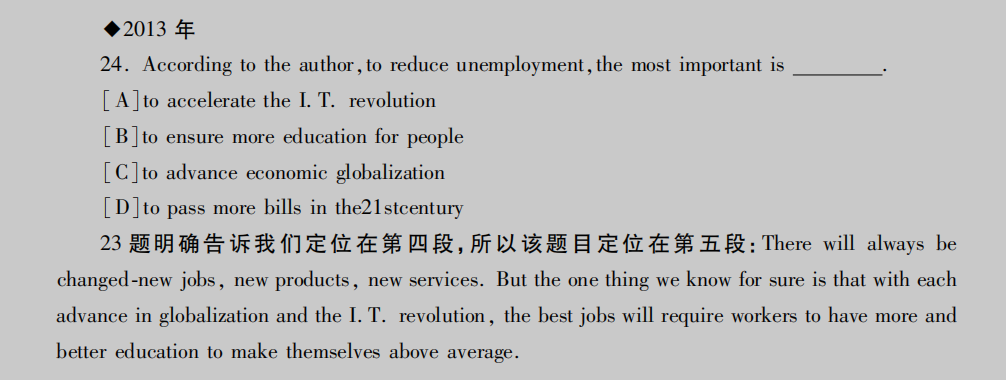 ◆2013 年
24. According to the author,to reduce unemployment,the most important is ________.
[A]to accelerate the I. T. revolution
[B]to ensure more education for people
[C]to advance economic globalization
[D]to pass more bills in the21stcentury
23 题明确告诉我们定位在第四段,所以该题目定位在第五段:There will always be
changed-new jobs, new products, new services. But the one thing we know for sure is that with each
advance in globalization and the I. T. revolution, the best jobs will require workers to have more and
better education to make themselves above average.